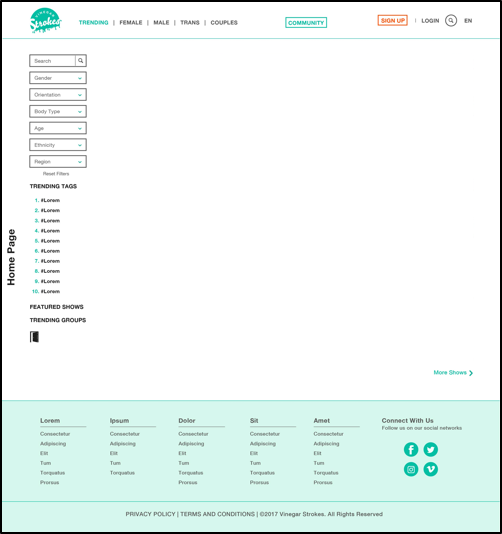 VINEGAR
Strokes
TRENDING | FEMALE | MALE | TRANS | COUPLES
COMMUNITY
SIGN UP | LOGIN
EN
Search
Gender
Orientation
Body Type
Age
Ethnicity
Region
Reset Filters
TRENDING TAGS
1. #Lorem
2. #Lorem
3. #Lorem
4. #Lorem
5. #Lorem
6. #Lorem
7. #Lorem
8. #Lorem
9. #Lorem
10. #Lorem
FEATURED SHOWS
TRENDING GROUPS
Home Page
More Shows
Lorem
Consectetur
Adipiscing
Elit
Tum
Torquatus
Prorsus
Ipsum
Consectetur
Adipiscing
Elit
Tum
Torquatus
Dolor
Consectetur
Adipiscing
Elit
Tum
Torquatus
Prorsus
Sit
Consectetur
Adipiscing
Elit
Tum
Torquatus
Prorsus
Amet
Consectetur
Adipiscing
Elit
Tum
Torquatus
Prorsus
Connect With Us
Follow us on our social networks
PRIVACY POLICY | TERMS AND CONDITIONS | ©2017 Vinegar Strokes. All Rights Reserved